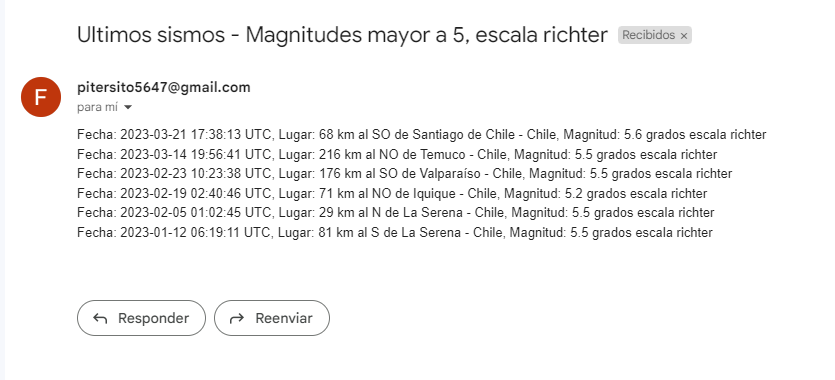 Ultimos sismos - Magnitudes mayor a 5, escala richter Recibidos ×
F
pitersito5647@gmail.com
para mí
Fecha: 2023-03-21 17:38:13 UTC, Lugar: 68 km al SO de Santiago de Chile - Chile, Magnitud: 5.6 grados escala richter
Fecha: 2023-03-14 19:56:41 UTC, Lugar: 216 km al NO de Temuco - Chile, Magnitud: 5.5 grados escala richter
Fecha: 2023-02-23 10:23:38 UTC, Lugar: 176 km al SO de Valparaíso - Chile, Magnitud: 5.5 grados escala richter
Fecha: 2023-02-19 02:40:46 UTC, Lugar: 71 km al NO de Iquique - Chile, Magnitud: 5.2 grados escala richter
Fecha: 2023-02-05 01:02:45 UTC, Lugar: 29 km al N de La Serena - Chile, Magnitud: 5.5 grados escala richter
Fecha: 2023-01-12 06:19:11 UTC, Lugar: 81 km al S de La Serena - Chile, Magnitud: 5.5 grados escala richter
Responder Reenviar